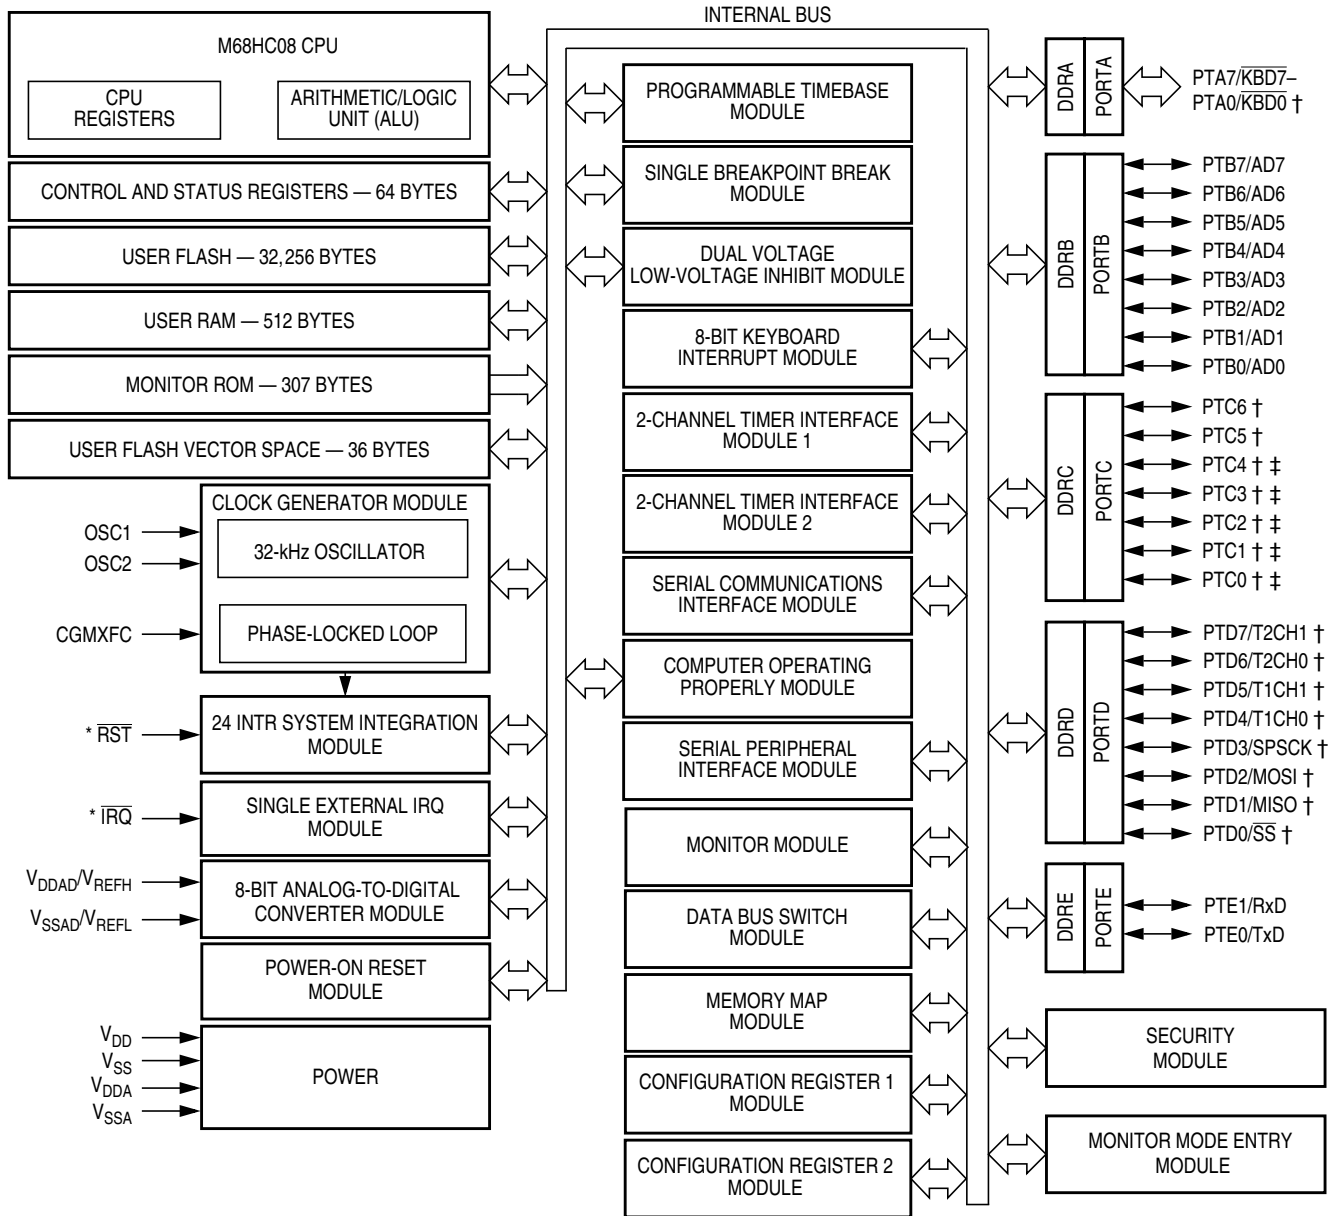 INTERNAL BUS
M68HC08 CPU
CPU
REGISTERS
ARITHMETIC/LOGIC
UNIT (ALU)
CONTROL AND STATUS REGISTERS — 64 BYTES
USER FLASH — 32,256 BYTES
USER RAM — 512 BYTES
MONITOR ROM — 307 BYTES
USER FLASH VECTOR SPACE — 36 BYTES
CLOCK GENERATOR MODULE
32-kHz OSCILLATOR
PHASE-LOCKED LOOP
OSC1
OSC2
CGMXFC
24 INTR SYSTEM INTEGRATION
MODULE
* R̅S̅T̅
SINGLE EXTERNAL IRQ
MODULE
* I̅R̅Q̅
8-BIT ANALOG-TO-DIGITAL
CONVERTER MODULE
VDDAD/VREFH
VSSAD/VREFL
POWER-ON RESET
MODULE
POWER
VDD
VSS
VDDA
VSSA
PROGRAMMABLE TIMEBASE
MODULE
SINGLE BREAKPOINT BREAK
MODULE
DUAL VOLTAGE
LOW-VOLTAGE INHIBIT MODULE
8-BIT KEYBOARD
INTERRUPT MODULE
2-CHANNEL TIMER INTERFACE
MODULE 1
2-CHANNEL TIMER INTERFACE
MODULE 2
SERIAL COMMUNICATIONS
INTERFACE MODULE
COMPUTER OPERATING
PROPERLY MODULE
SERIAL PERIPHERAL
INTERFACE MODULE
MONITOR MODULE
DATA BUS SWITCH
MODULE
MEMORY MAP
MODULE
CONFIGURATION REGISTER 1
MODULE
CONFIGURATION REGISTER 2
MODULE
DDRA
PORTA
PTA7/K̅B̅D̅7̅–
PTA0/K̅B̅D̅0̅ †
DDRB
PORTB
PTB7/AD7
PTB6/AD6
PTB5/AD5
PTB4/AD4
PTB3/AD3
PTB2/AD2
PTB1/AD1
PTB0/AD0
DDRC
PORTC
PTC6 †
PTC5 †
PTC4 † ‡
PTC3 † ‡
PTC2 † ‡
PTC1 † ‡
PTC0 † ‡
DDRD
PORTD
PTD7/T2CH1 †
PTD6/T2CH0 †
PTD5/T1CH1 †
PTD4/T1CH0 †
PTD3/SPSCK †
PTD2/MOSI †
PTD1/MISO †
PTD0/S̅S̅ †
DDRE
PORTE
PTE1/RxD
PTE0/TxD
SECURITY
MODULE
MONITOR MODE ENTRY
MODULE